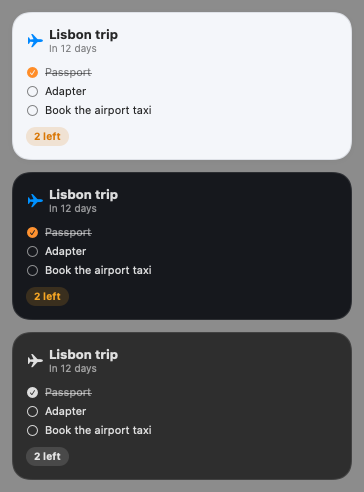 Lisbon trip
In 12 days
Passport
Adapter
Book the airport taxi
2 left
Lisbon trip
In 12 days
Passport
Adapter
Book the airport taxi
2 left
Lisbon trip
In 12 days
Passport
Adapter
Book the airport taxi
2 left